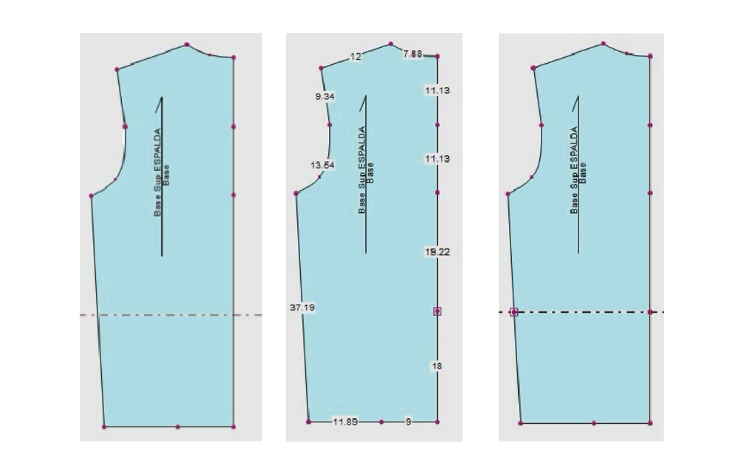 Base Sup ESPALDA
Base
12
7.88
9.34
11.13
13.54
11.13
Base Sup ESPALDA
Base
19.22
37.19
18
11.89
9
Base Sup ESPALDA
Base